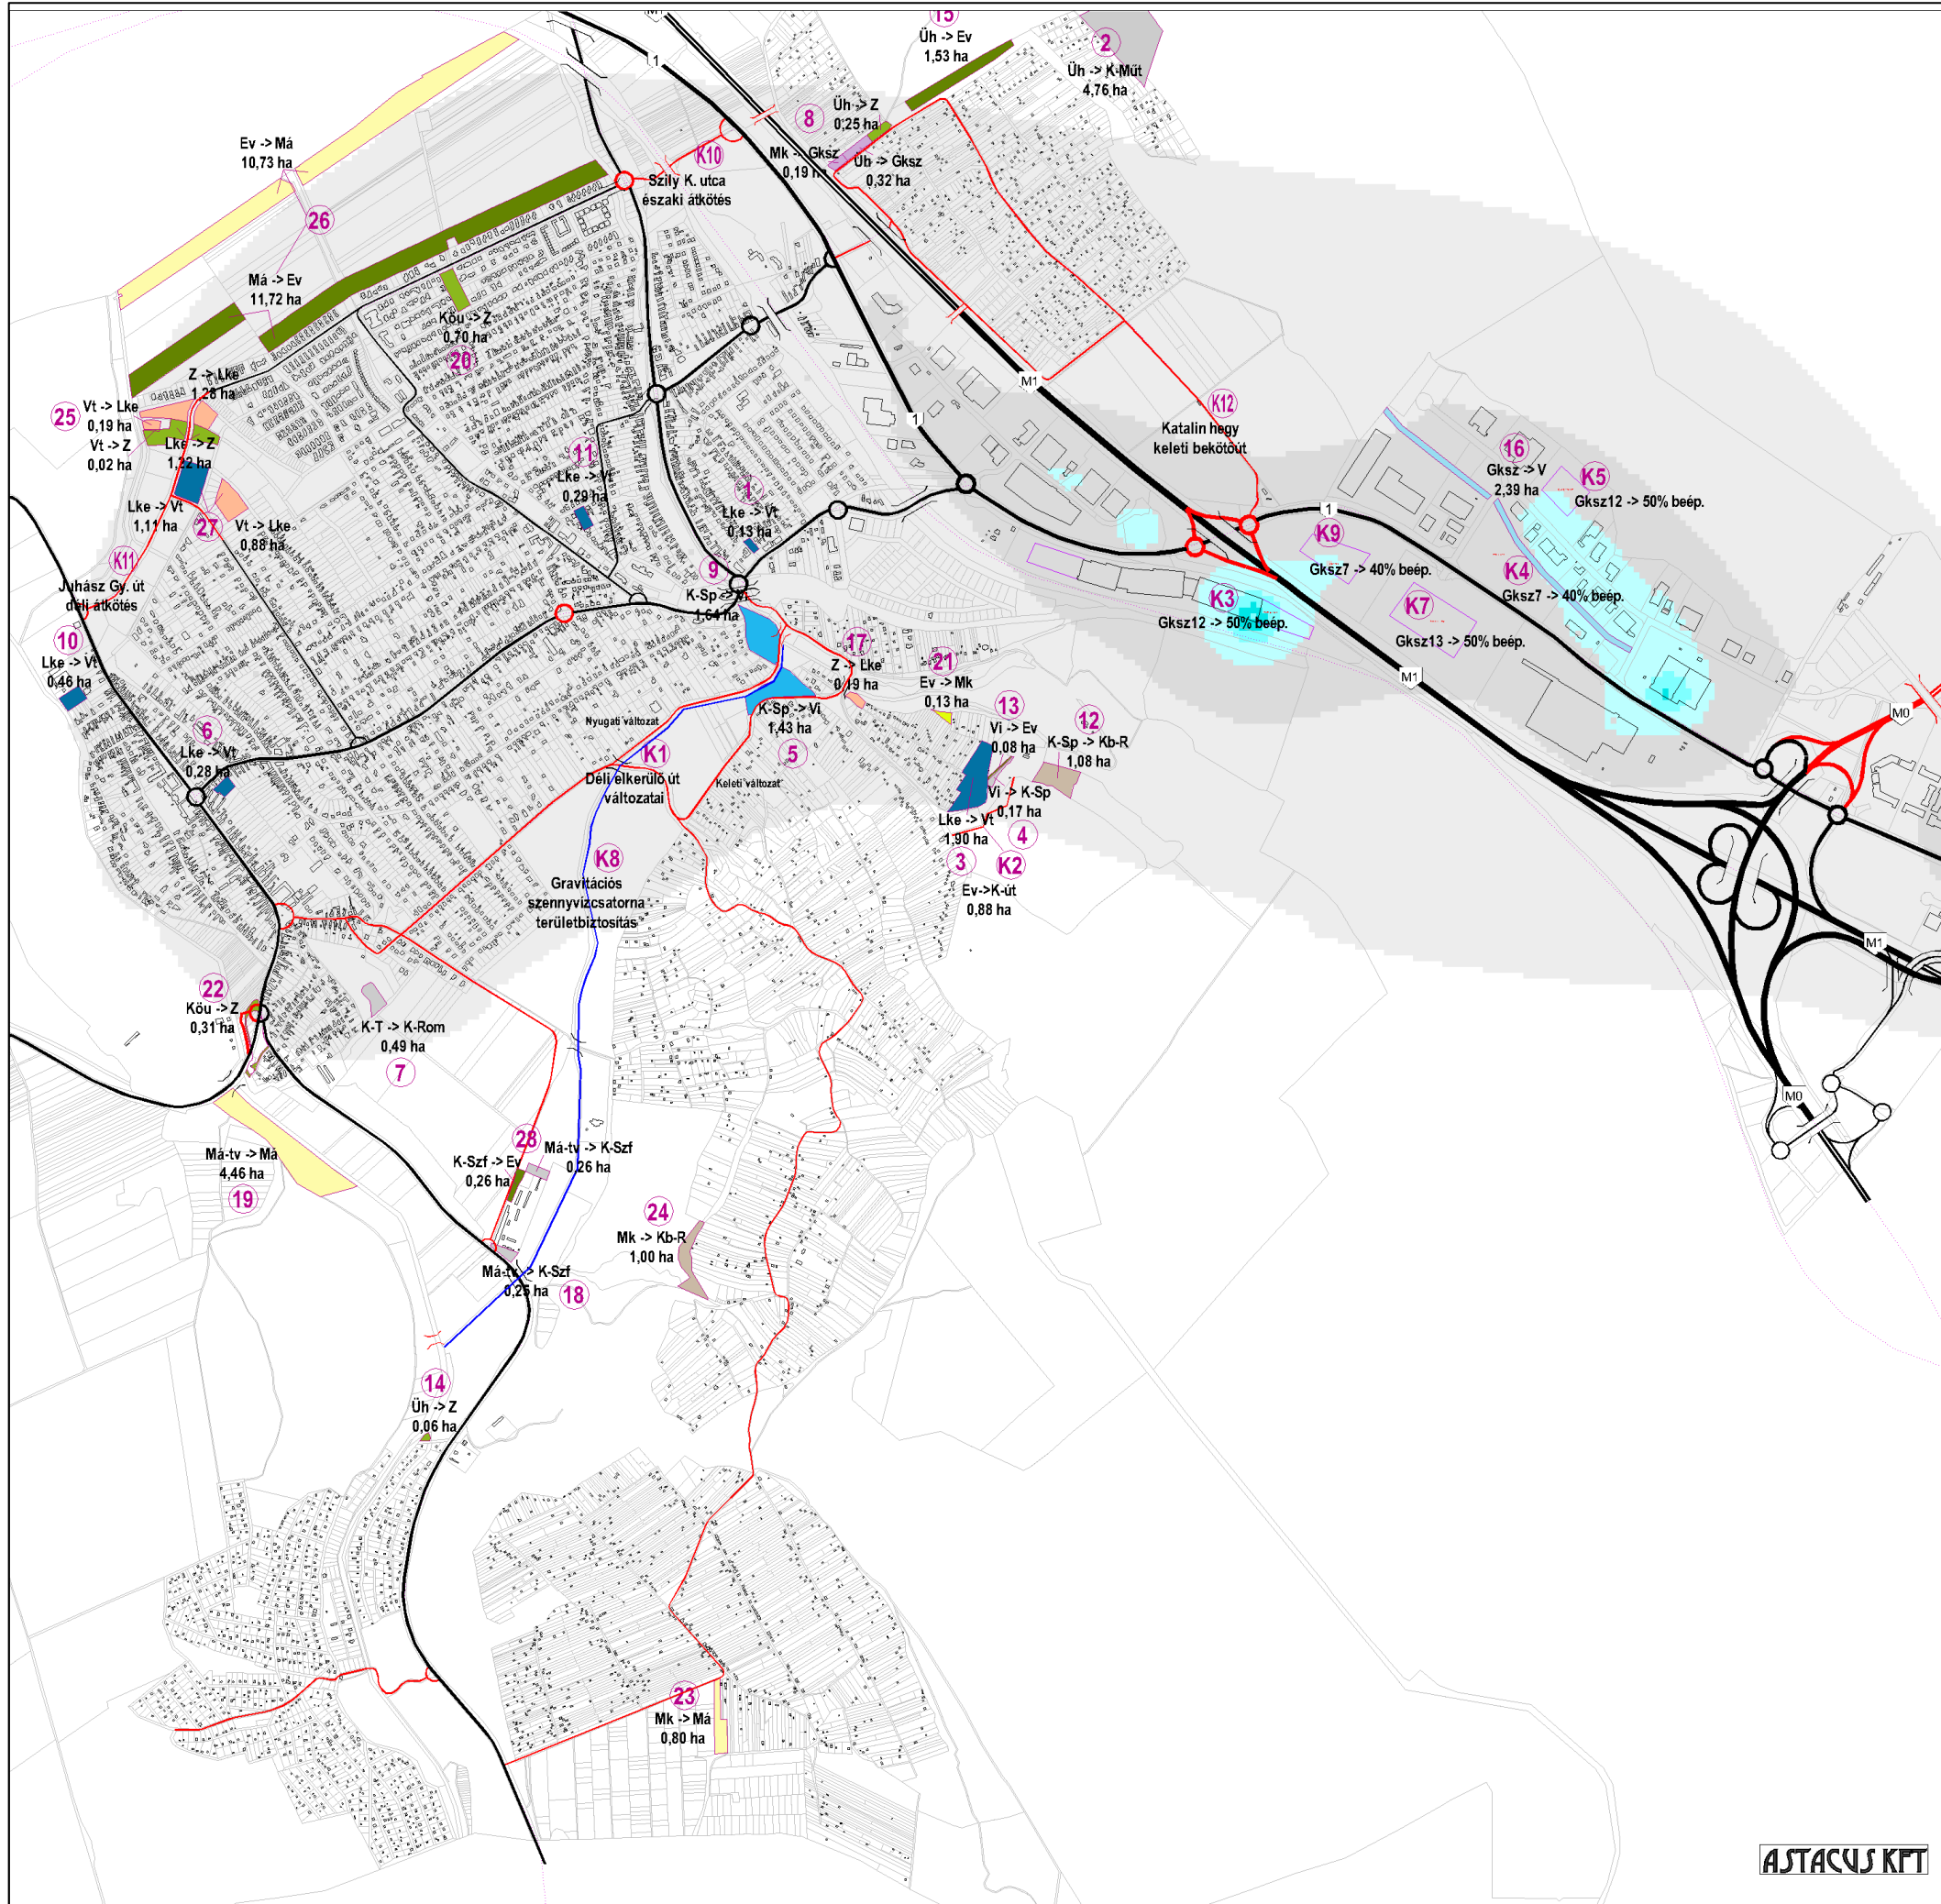 15
Üh -> Ev
1,53 ha
2
Üh -> K-Műt
4,76 ha
1
M1
8
Üh -> Z
0,25 ha
Mk -> Gksz
0,19 ha
Üh -> Gksz
0,32 ha
Ev -> Má
10,73 ha
26
Má -> Ev
11,72 ha
K10
Szily K. utca
északi átkötés
Köu -> Z
0,70 ha
20
Z -> Lke
1,28 ha
25
Vt -> Lke
0,19 ha
Vt -> Z
0,02 ha
Lke -> Z
1,22 ha
Lke -> Vt
1,11 ha
27
Vt -> Lke
0,88 ha
K11
Juhász Gy. út
déli átkötés
11
Lke -> Vt
0,29 ha
1
Lke -> Vt
0,13 ha
9
K-Sp -> Vi
1,64 ha
M1
1
K12
Katalin hegy
keleti bekötőút
16
Gksz -> V
2,39 ha
K5
Gksz12 -> 50% beép.
1
K9
Gksz7 -> 40% beép.
K4
Gksz7 -> 40% beép.
K3
Gksz12 -> 50% beép.
K7
Gksz13 -> 50% beép.
M1
M0
10
Lke -> Vt
0,46 ha
6
Lke -> Vt
0,28 ha
17
Z -> Lke
0,19 ha
21
Ev -> Mk
0,13 ha
K-Sp -> Vi
1,43 ha
5
Nyugati változat
K1
Déli elkerülő út
változatai
Keleti változat
13
Vi -> Ev
0,08 ha
12
K-Sp -> Kb-R
1,08 ha
Vi -> K-Sp
0,17 ha
4
Lke -> Vt
1,90 ha
3
K2
Ev->K-út
0,88 ha
K8
Gravitációs
szennyvízcsatorna
területbiztosítás
M1
M0
22
Köu -> Z
0,31 ha
K-T -> K-Rom
0,49 ha
7
Má-tv -> Má
4,46 ha
19
28
K-Szf -> Ev
0,26 ha
Má-tv -> K-Szf
0,26 ha
24
Mk -> Kb-R
1,00 ha
Má-tv -> K-Szf
0,25 ha
18
14
Üh -> Z
0,06 ha
23
Mk -> Má
0,80 ha
ASTACUS KFT